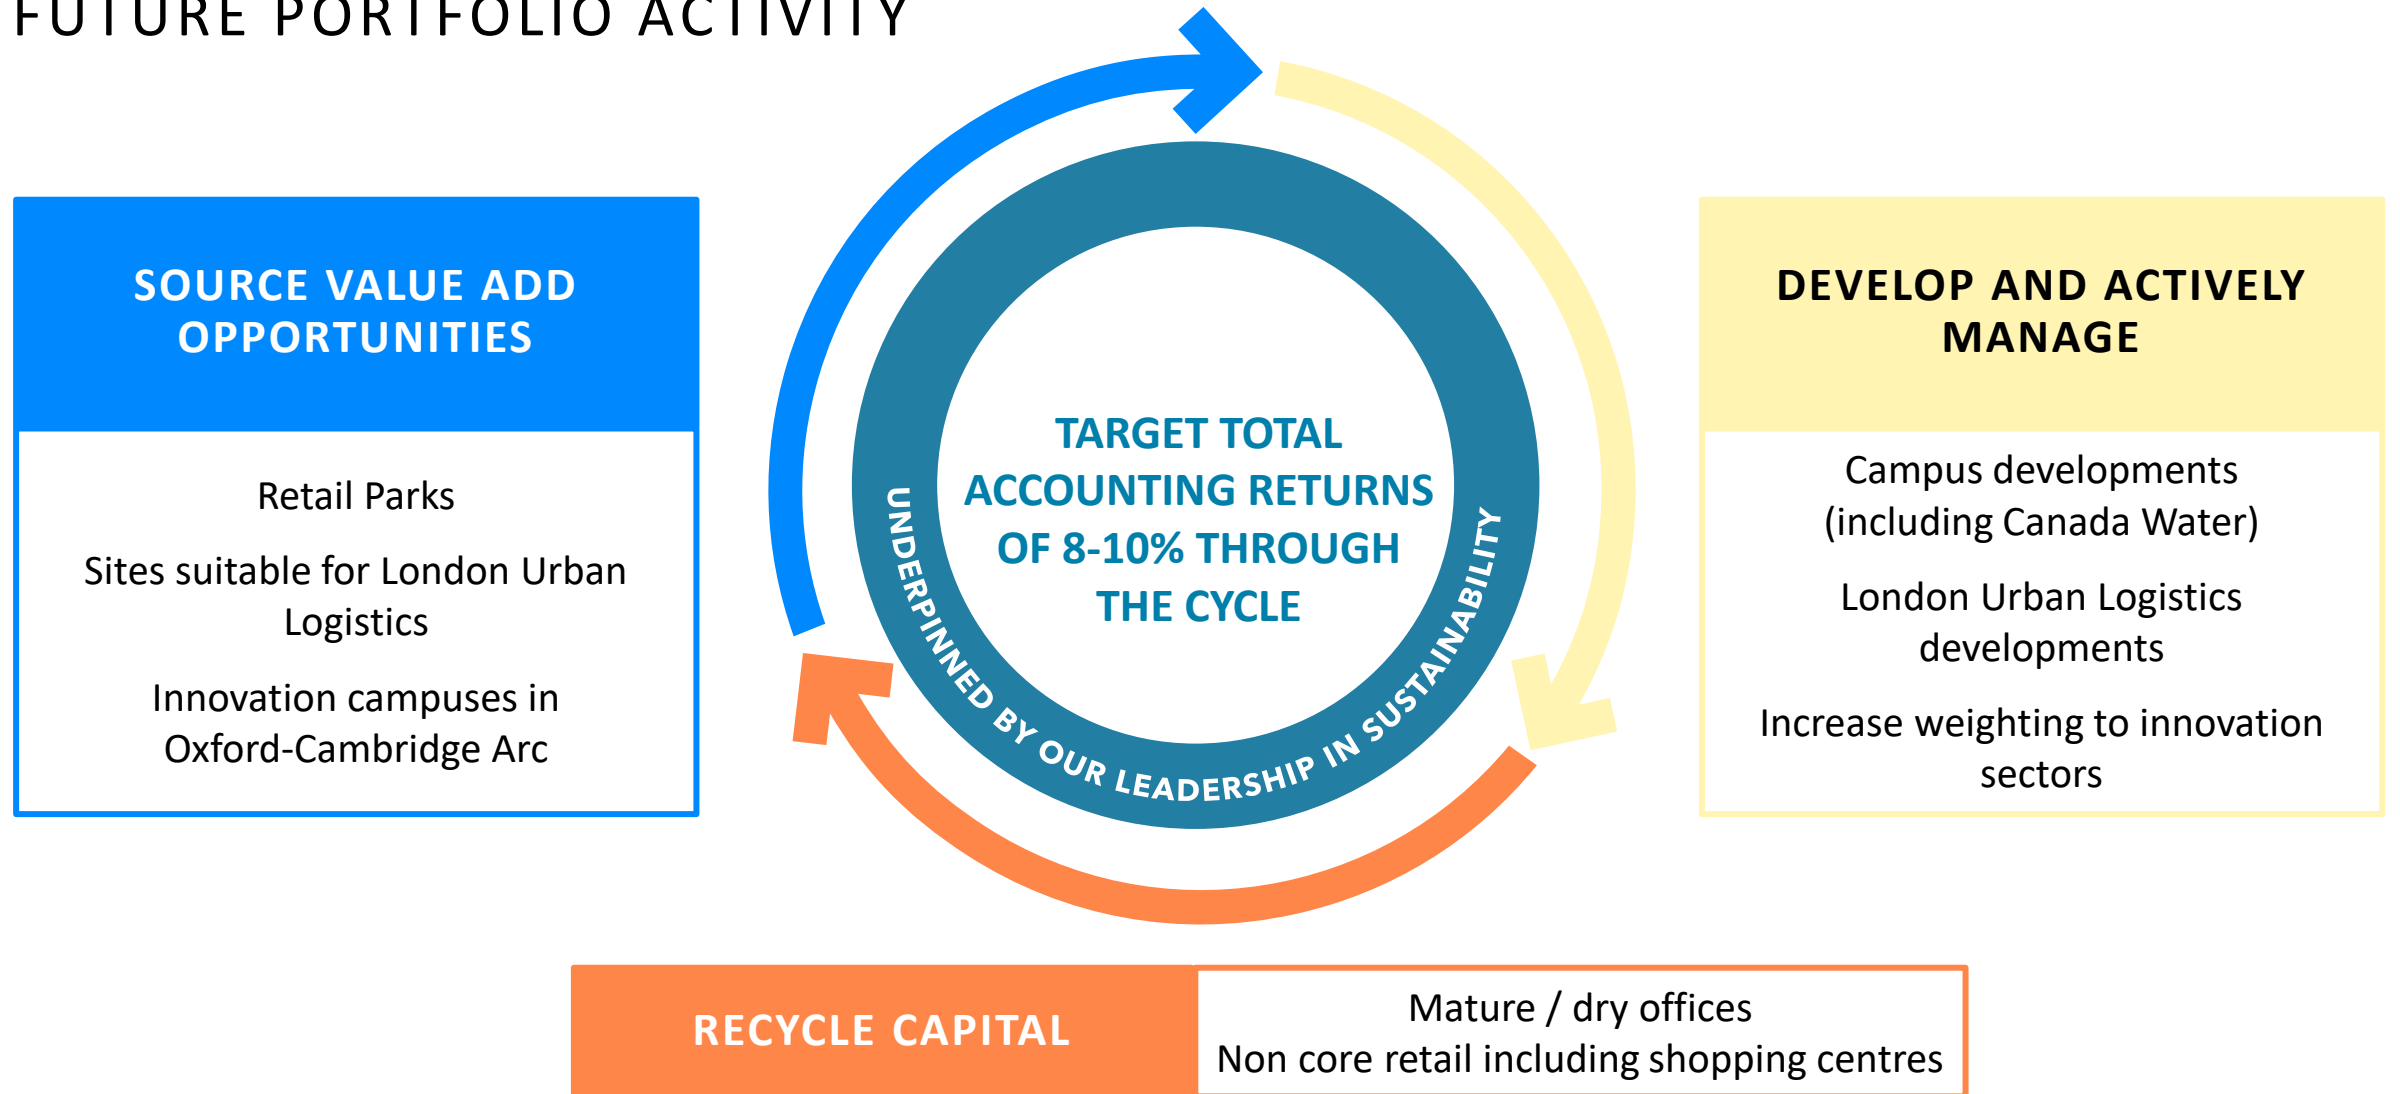 FUTURE PORTFOLIO ACTIVITY
SOURCE VALUE ADD
OPPORTUNITIES
Retail Parks
Sites suitable for London Urban
Logistics
Innovation campuses in
Oxford-Cambridge Arc
TARGET TOTAL
ACCOUNTING RETURNS
OF 8-10% THROUGH
THE CYCLE
UNDERPINNED BY OUR LEADERSHIP IN SUSTAINABILITY
DEVELOP AND ACTIVELY
MANAGE
Campus developments
(including Canada Water)
London Urban Logistics
developments
Increase weighting to innovation
sectors
RECYCLE CAPITAL
Mature / dry offices
Non core retail including shopping centres